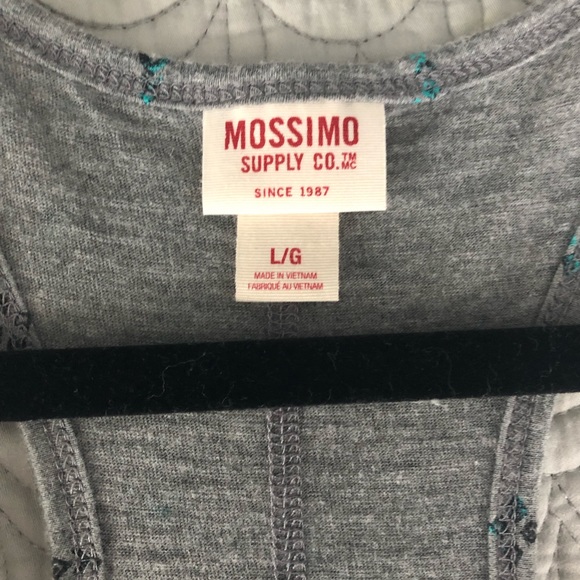 MOSSIMO
SUPPLY CO.™ MC
SINCE 1987
L/G
MADE IN VIETNAM
FABRIQUÉ AU VIETNAM